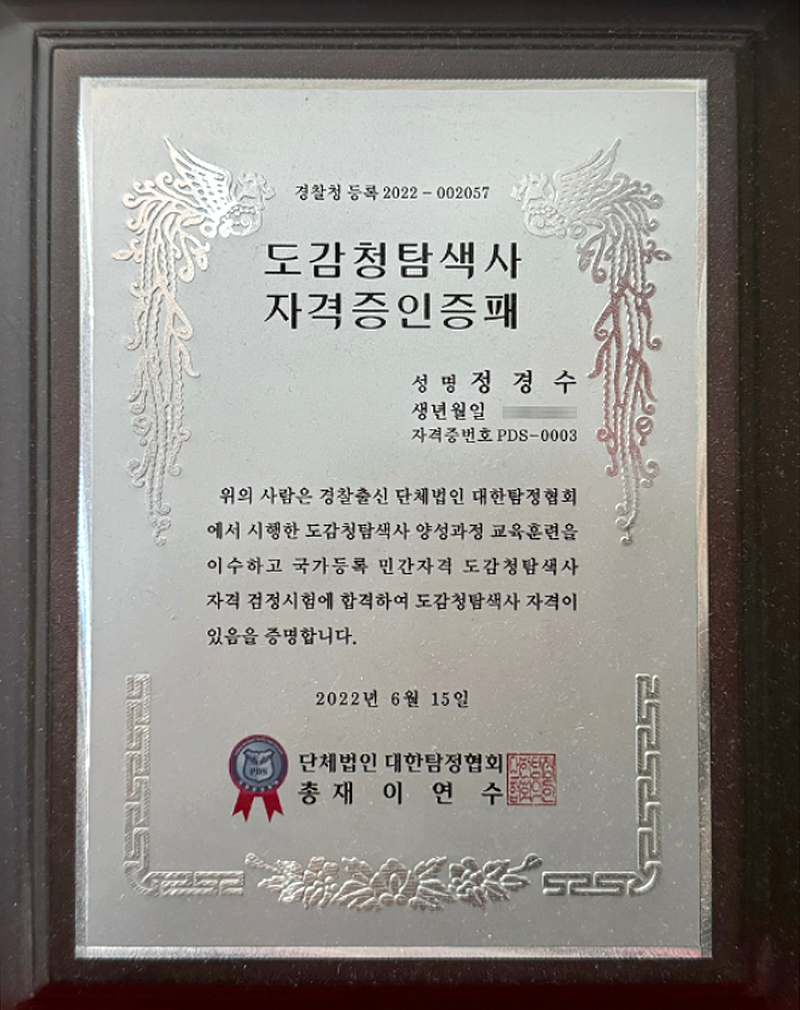 경찰청 등록 2022 - 002057
도감청탐색사
자격증인증패
성 명 정 경 수
생년월일
자격증번호 PDS-0003
위의 사람은 경찰출신 단체법인 대한탐정협회
에서 시행한 도감청탐색사 양성과정 교육훈련을
이수하고 국가등록 민간자격 도감청탐색사
자격 검정시험에 합격하여 도감청탐색사 자격이
있음을 증명합니다.
2022년 6월 15일
PDS
단체법인 대한탐정협회
총 재 이 연 수